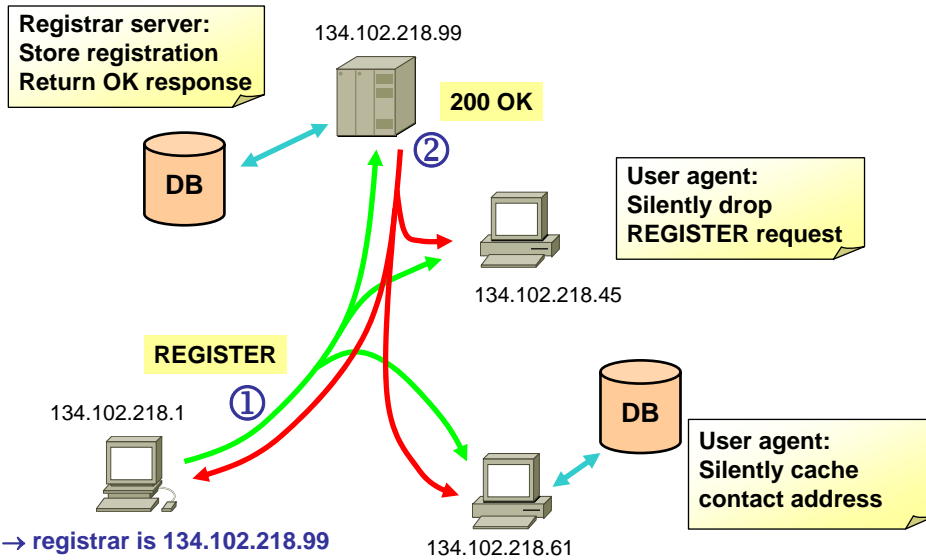 Registrar server:
Store registration
Return OK response
134.102.218.99
200 OK
②
DB
User agent:
Silently drop
REGISTER request
134.102.218.45
REGISTER
①
134.102.218.1
DB
User agent:
Silently cache
contact address
→ registrar is 134.102.218.99
134.102.218.61